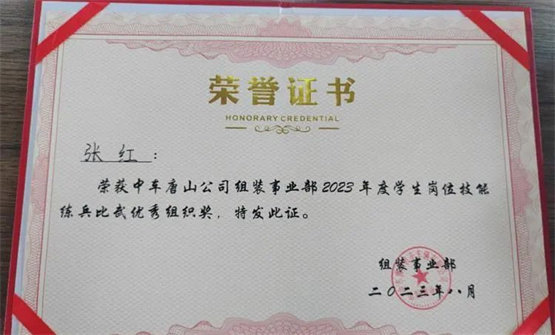 荣誉证书
HONORARY CREDENTIAL
张 红：
荣获中车唐山公司组装事业部2023年度学生岗位技能
练兵比武优秀组织奖，特发此证。
组装事业部
二〇二三年八月